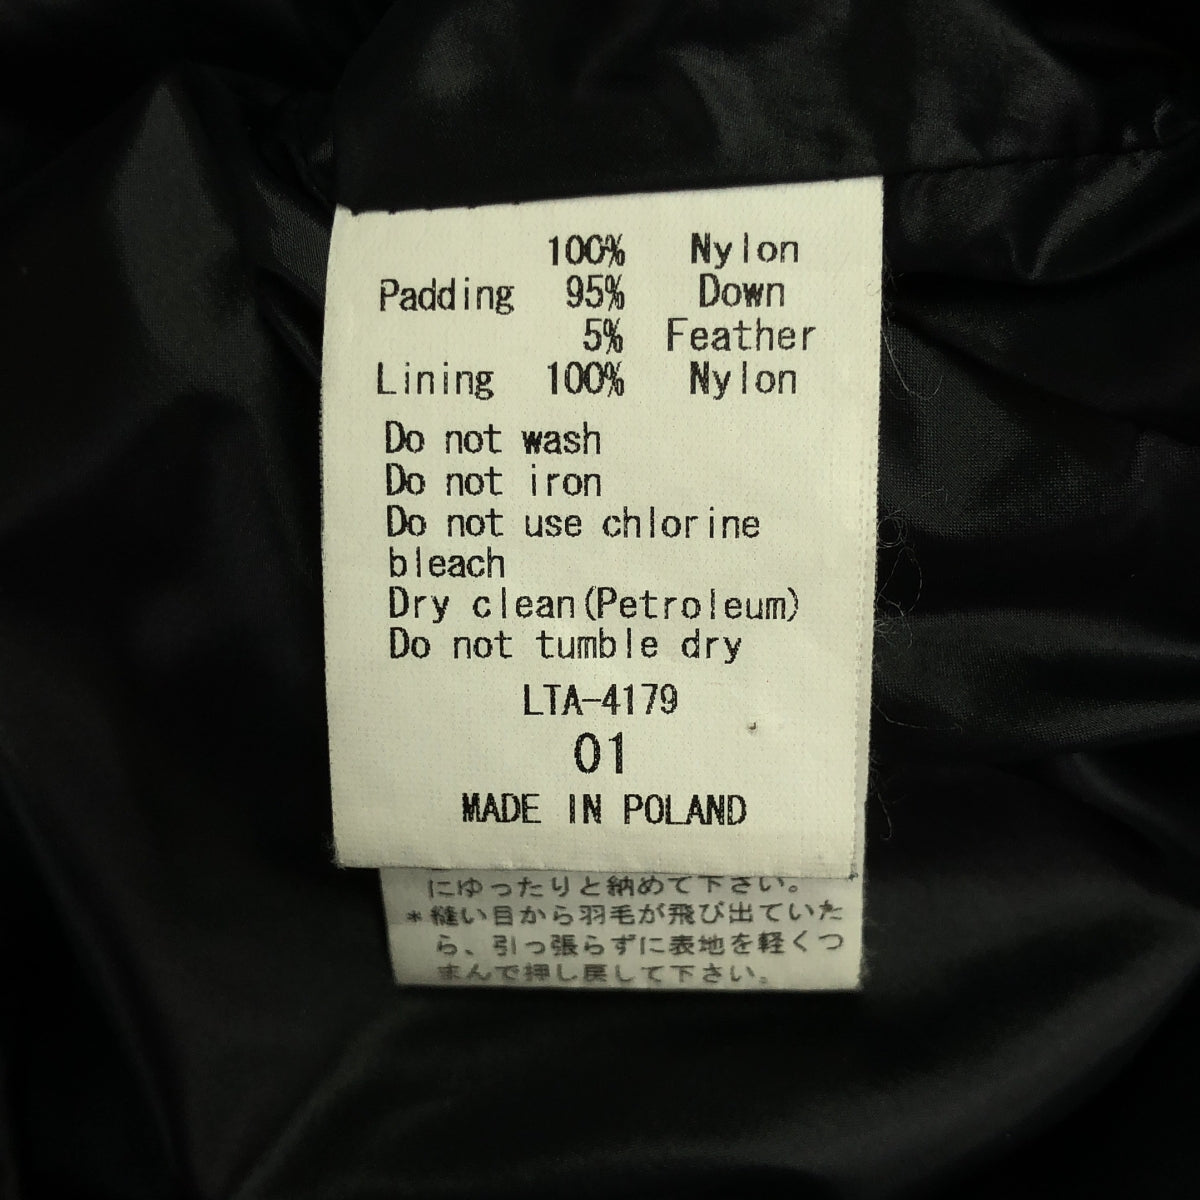 100% Nylon
Padding 95% Down
5% Feather
Lining 100% Nylon
Do not wash
Do not iron
Do not use chlorine
bleach
Dry clean(Petroleum)
Do not tumble dry
LTA-4179
01
MADE IN POLAND
にゆったりと納めて下さい。
*縫い目から羽毛が飛び出ていた
ら、引っ張らずに表地を軽くつ
まんで押し戻して下さい。